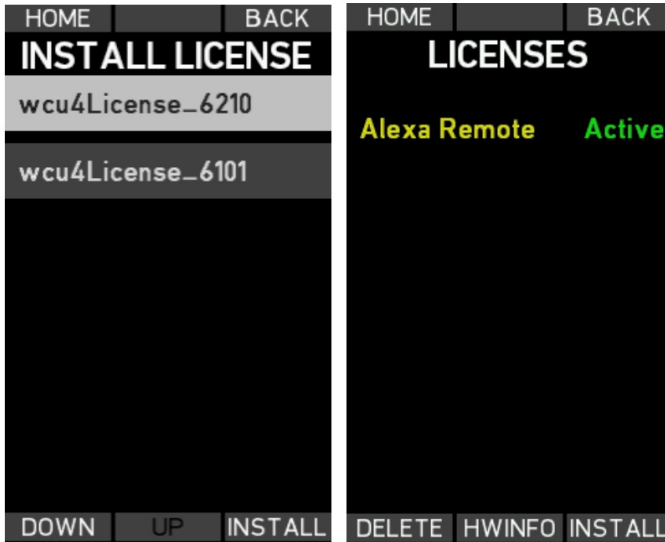 HOME BACK
INSTALL LICENSE
wcu4License_6210
wcu4License_6101
DOWN UP INSTALL
HOME BACK
LICENSES
Alexa Remote Active
DELETE HWINFO INSTALL